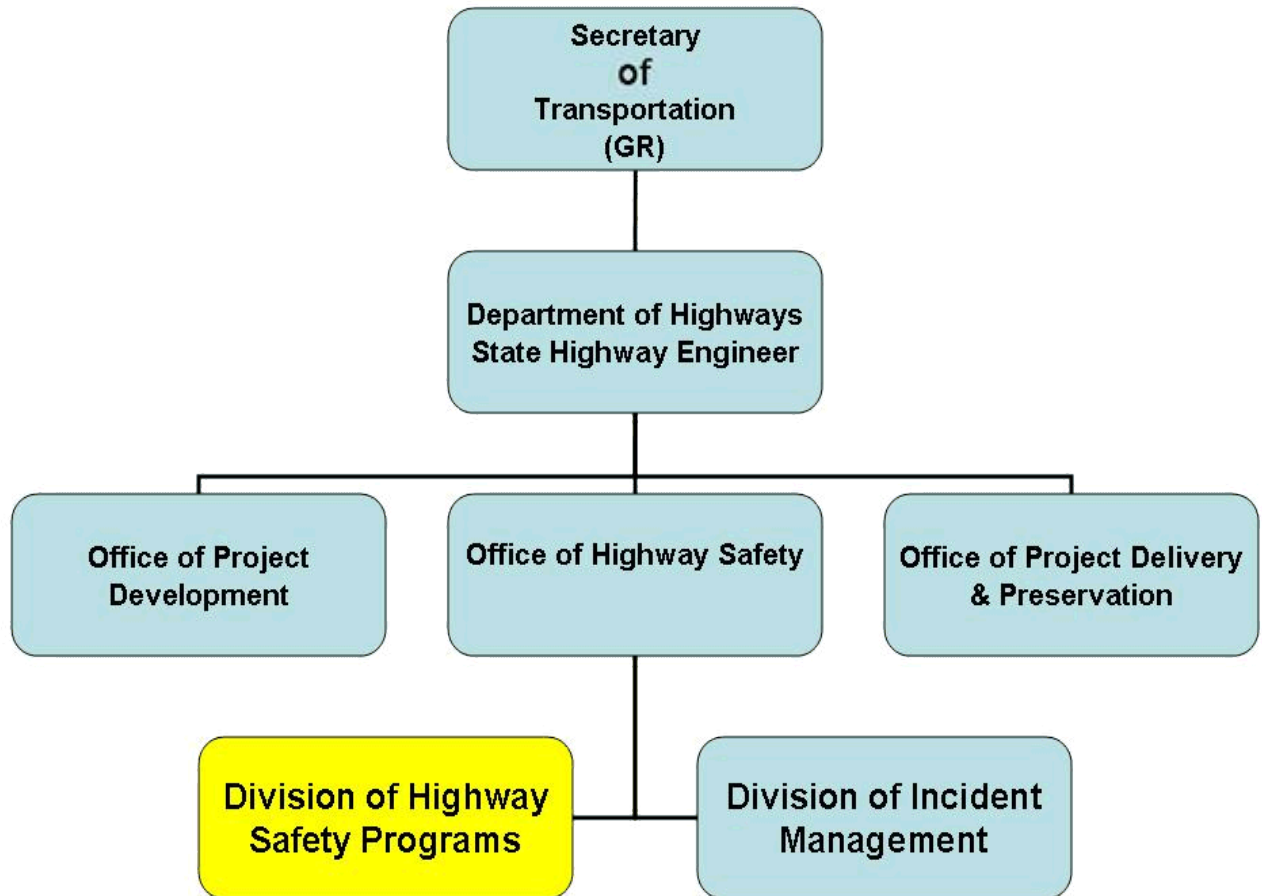 Secretary
of
Transportation
(GR)
Department of Highways
State Highway Engineer
Office of Project
Development
Office of Highway Safety
Office of Project Delivery
& Preservation
Division of Highway
Safety Programs
Division of Incident
Management